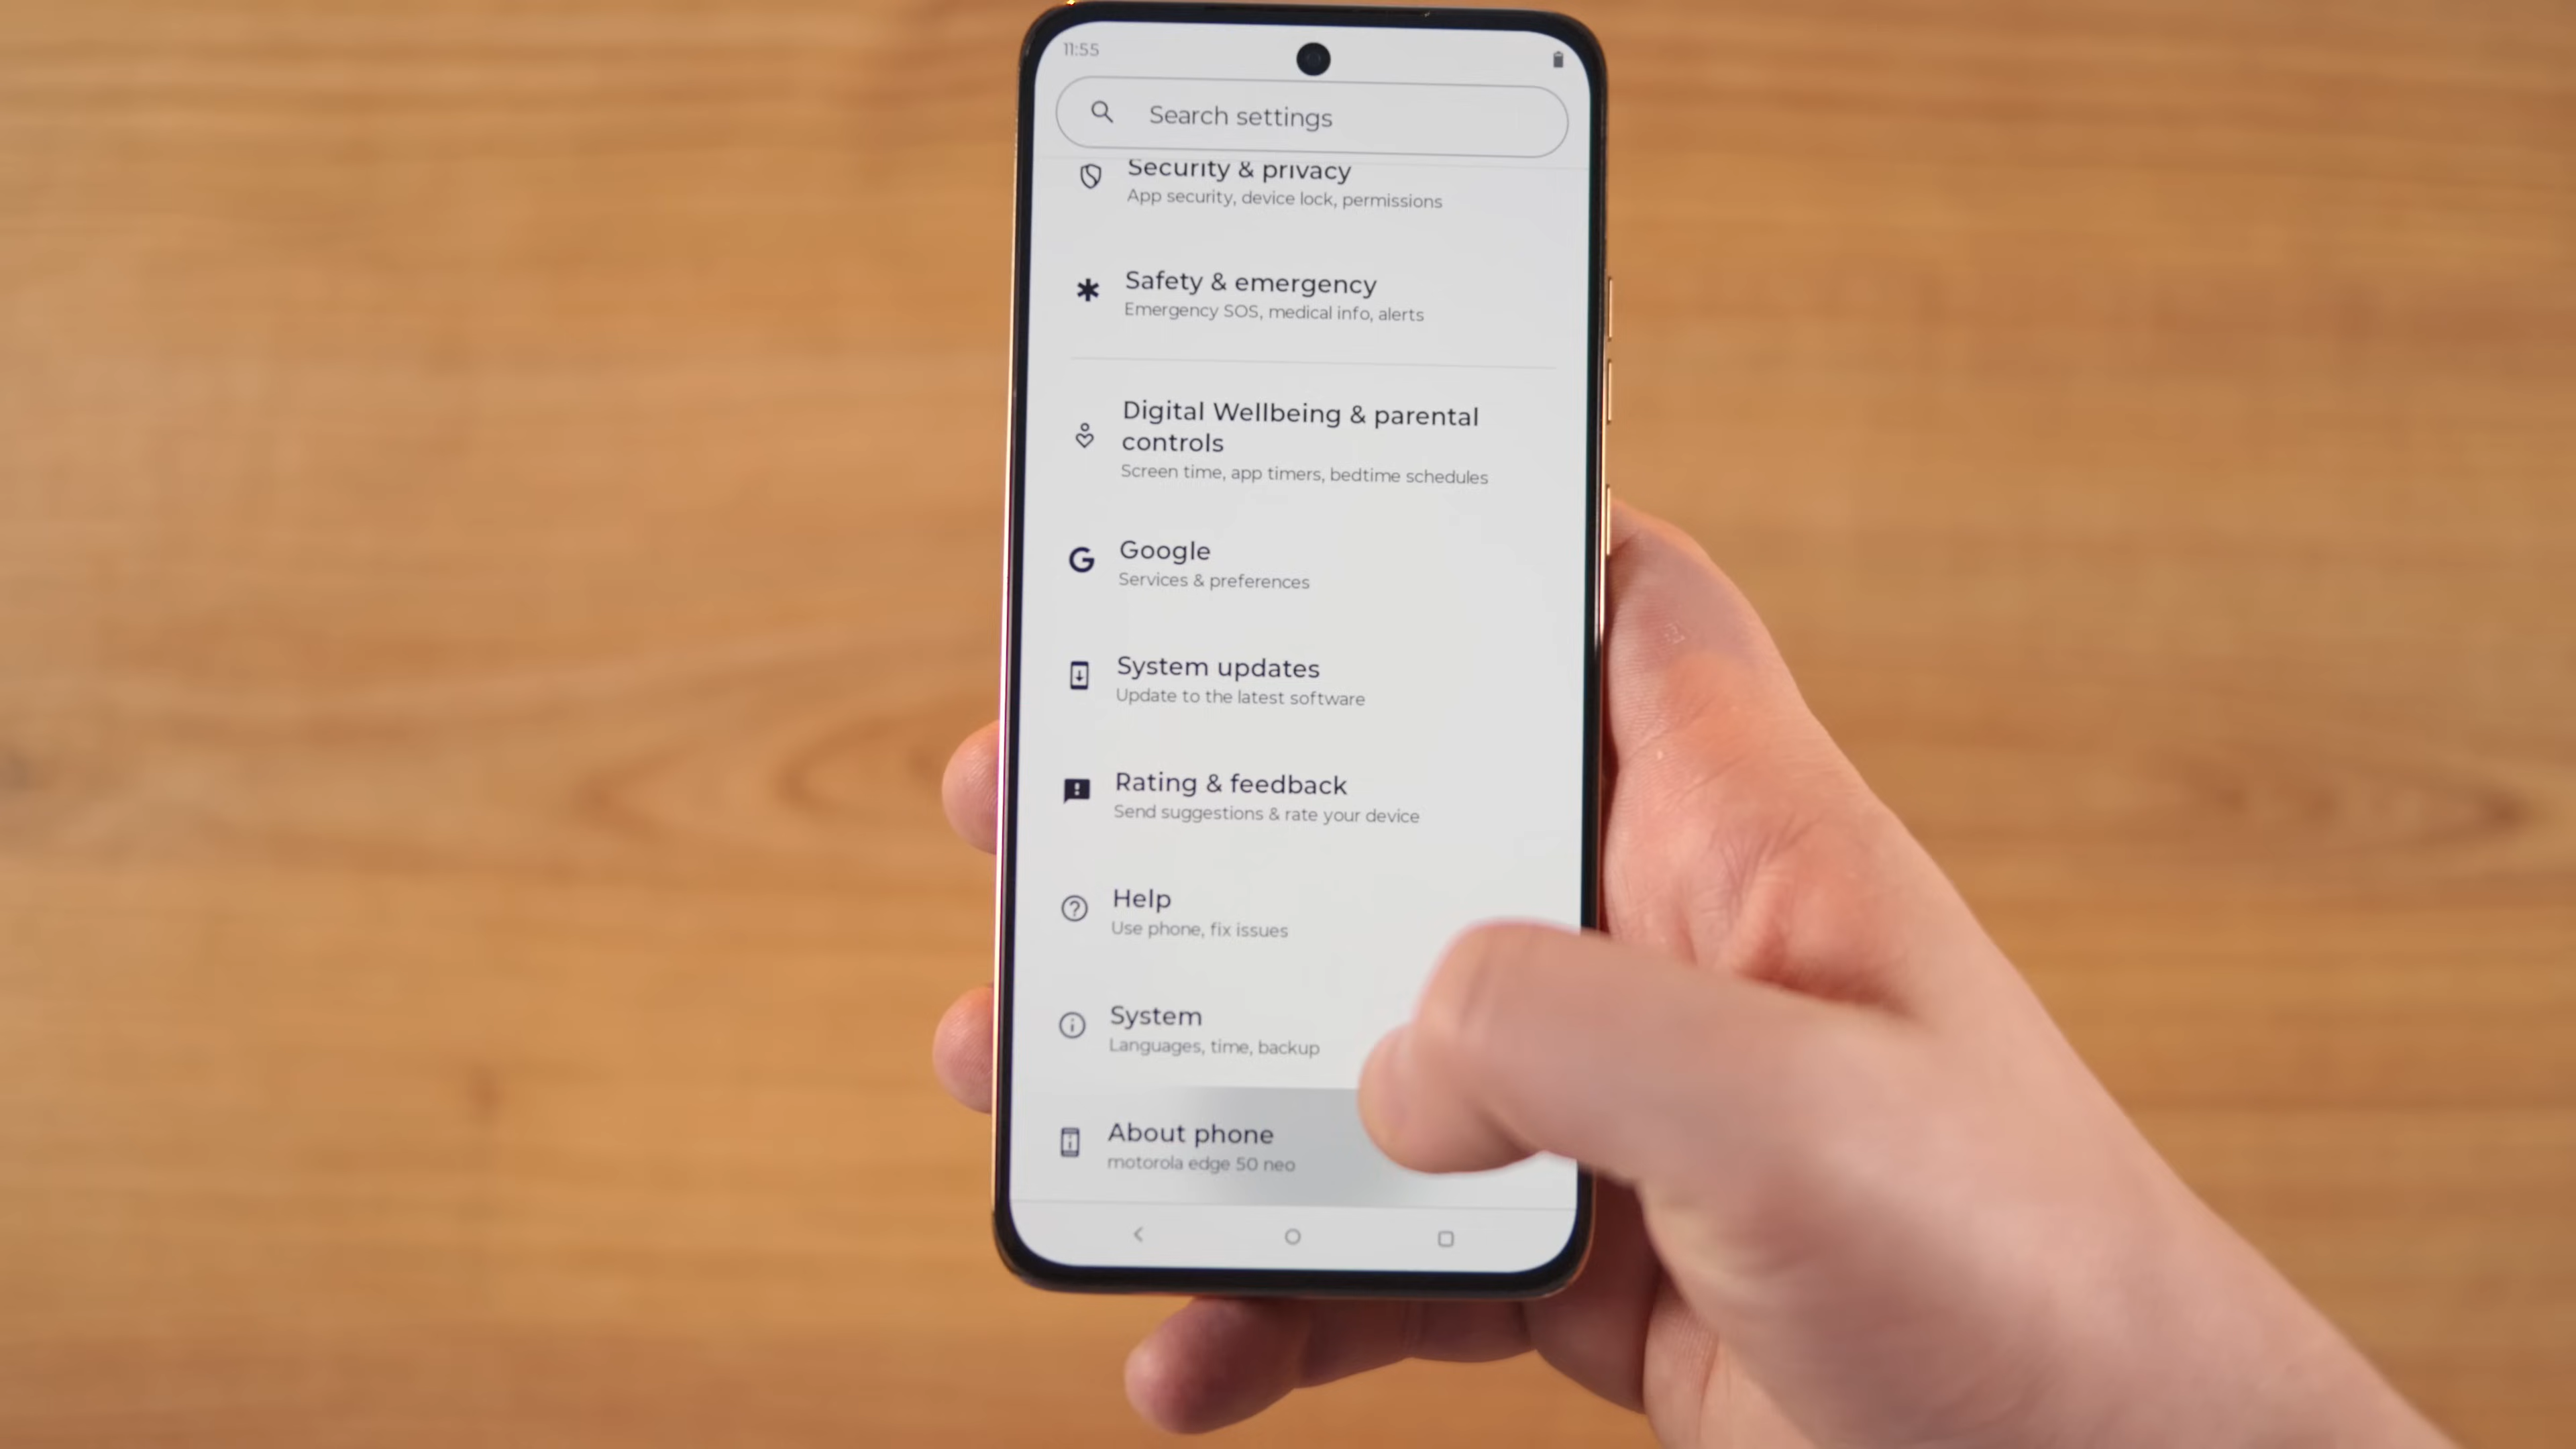 11:55
Search settings
Security & privacy
App security, device lock, permissions
Safety & emergency
Emergency SOS, medical info, alerts
Digital Wellbeing & parental
controls
Screen time, app timers, bedtime schedules
Google
Services & preferences
System updates
Update to the latest software
Rating & feedback
Send suggestions & rate your device
Help
Use phone, fix issues
System
Languages, time, backup
About phone
motorola edge 50 neo